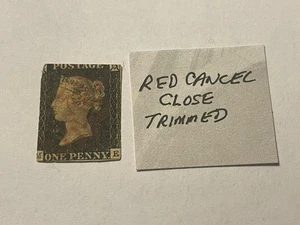 POSTAGE
ONE PENNY
E
RED CANCEL
CLOSE
TRIMMED